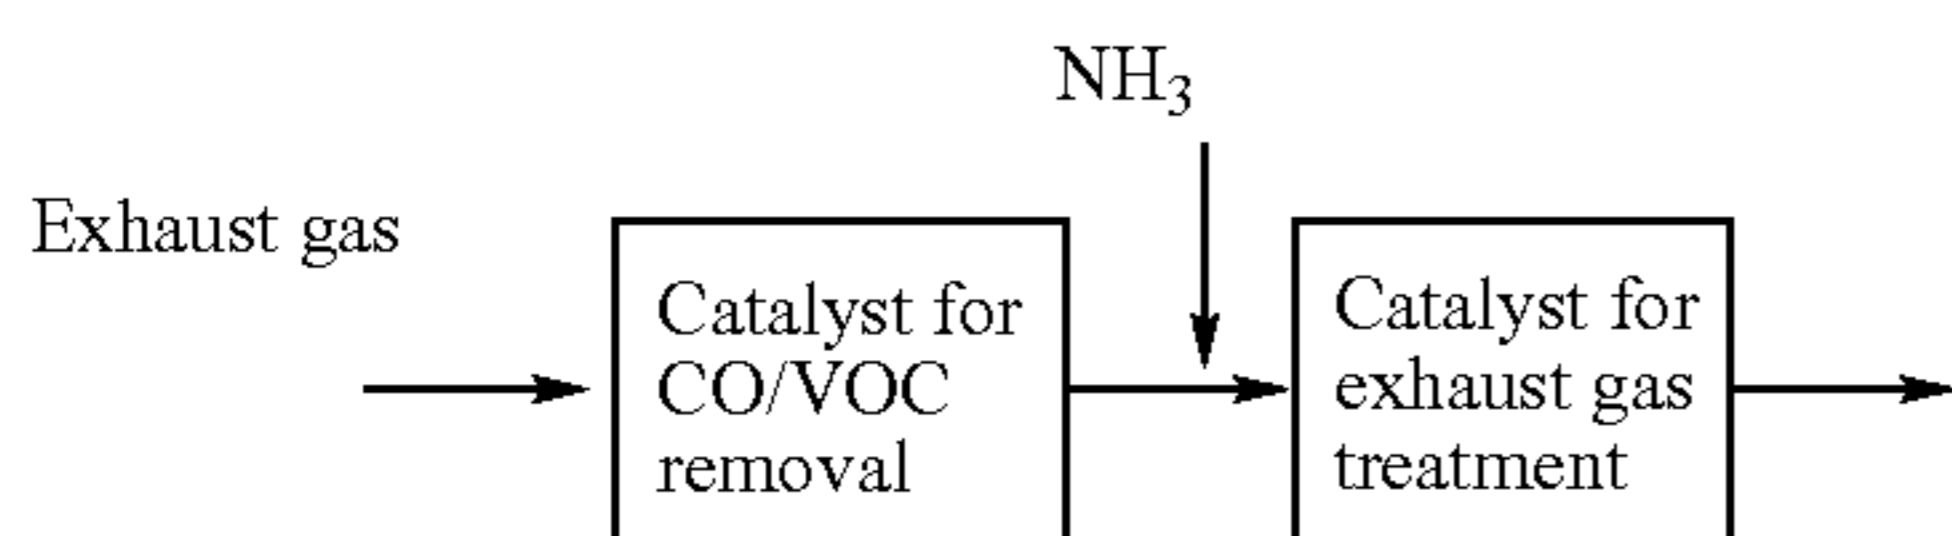 NH₃
Exhaust gas
Catalyst for
CO/VOC
removal
Catalyst for
exhaust gas
treatment